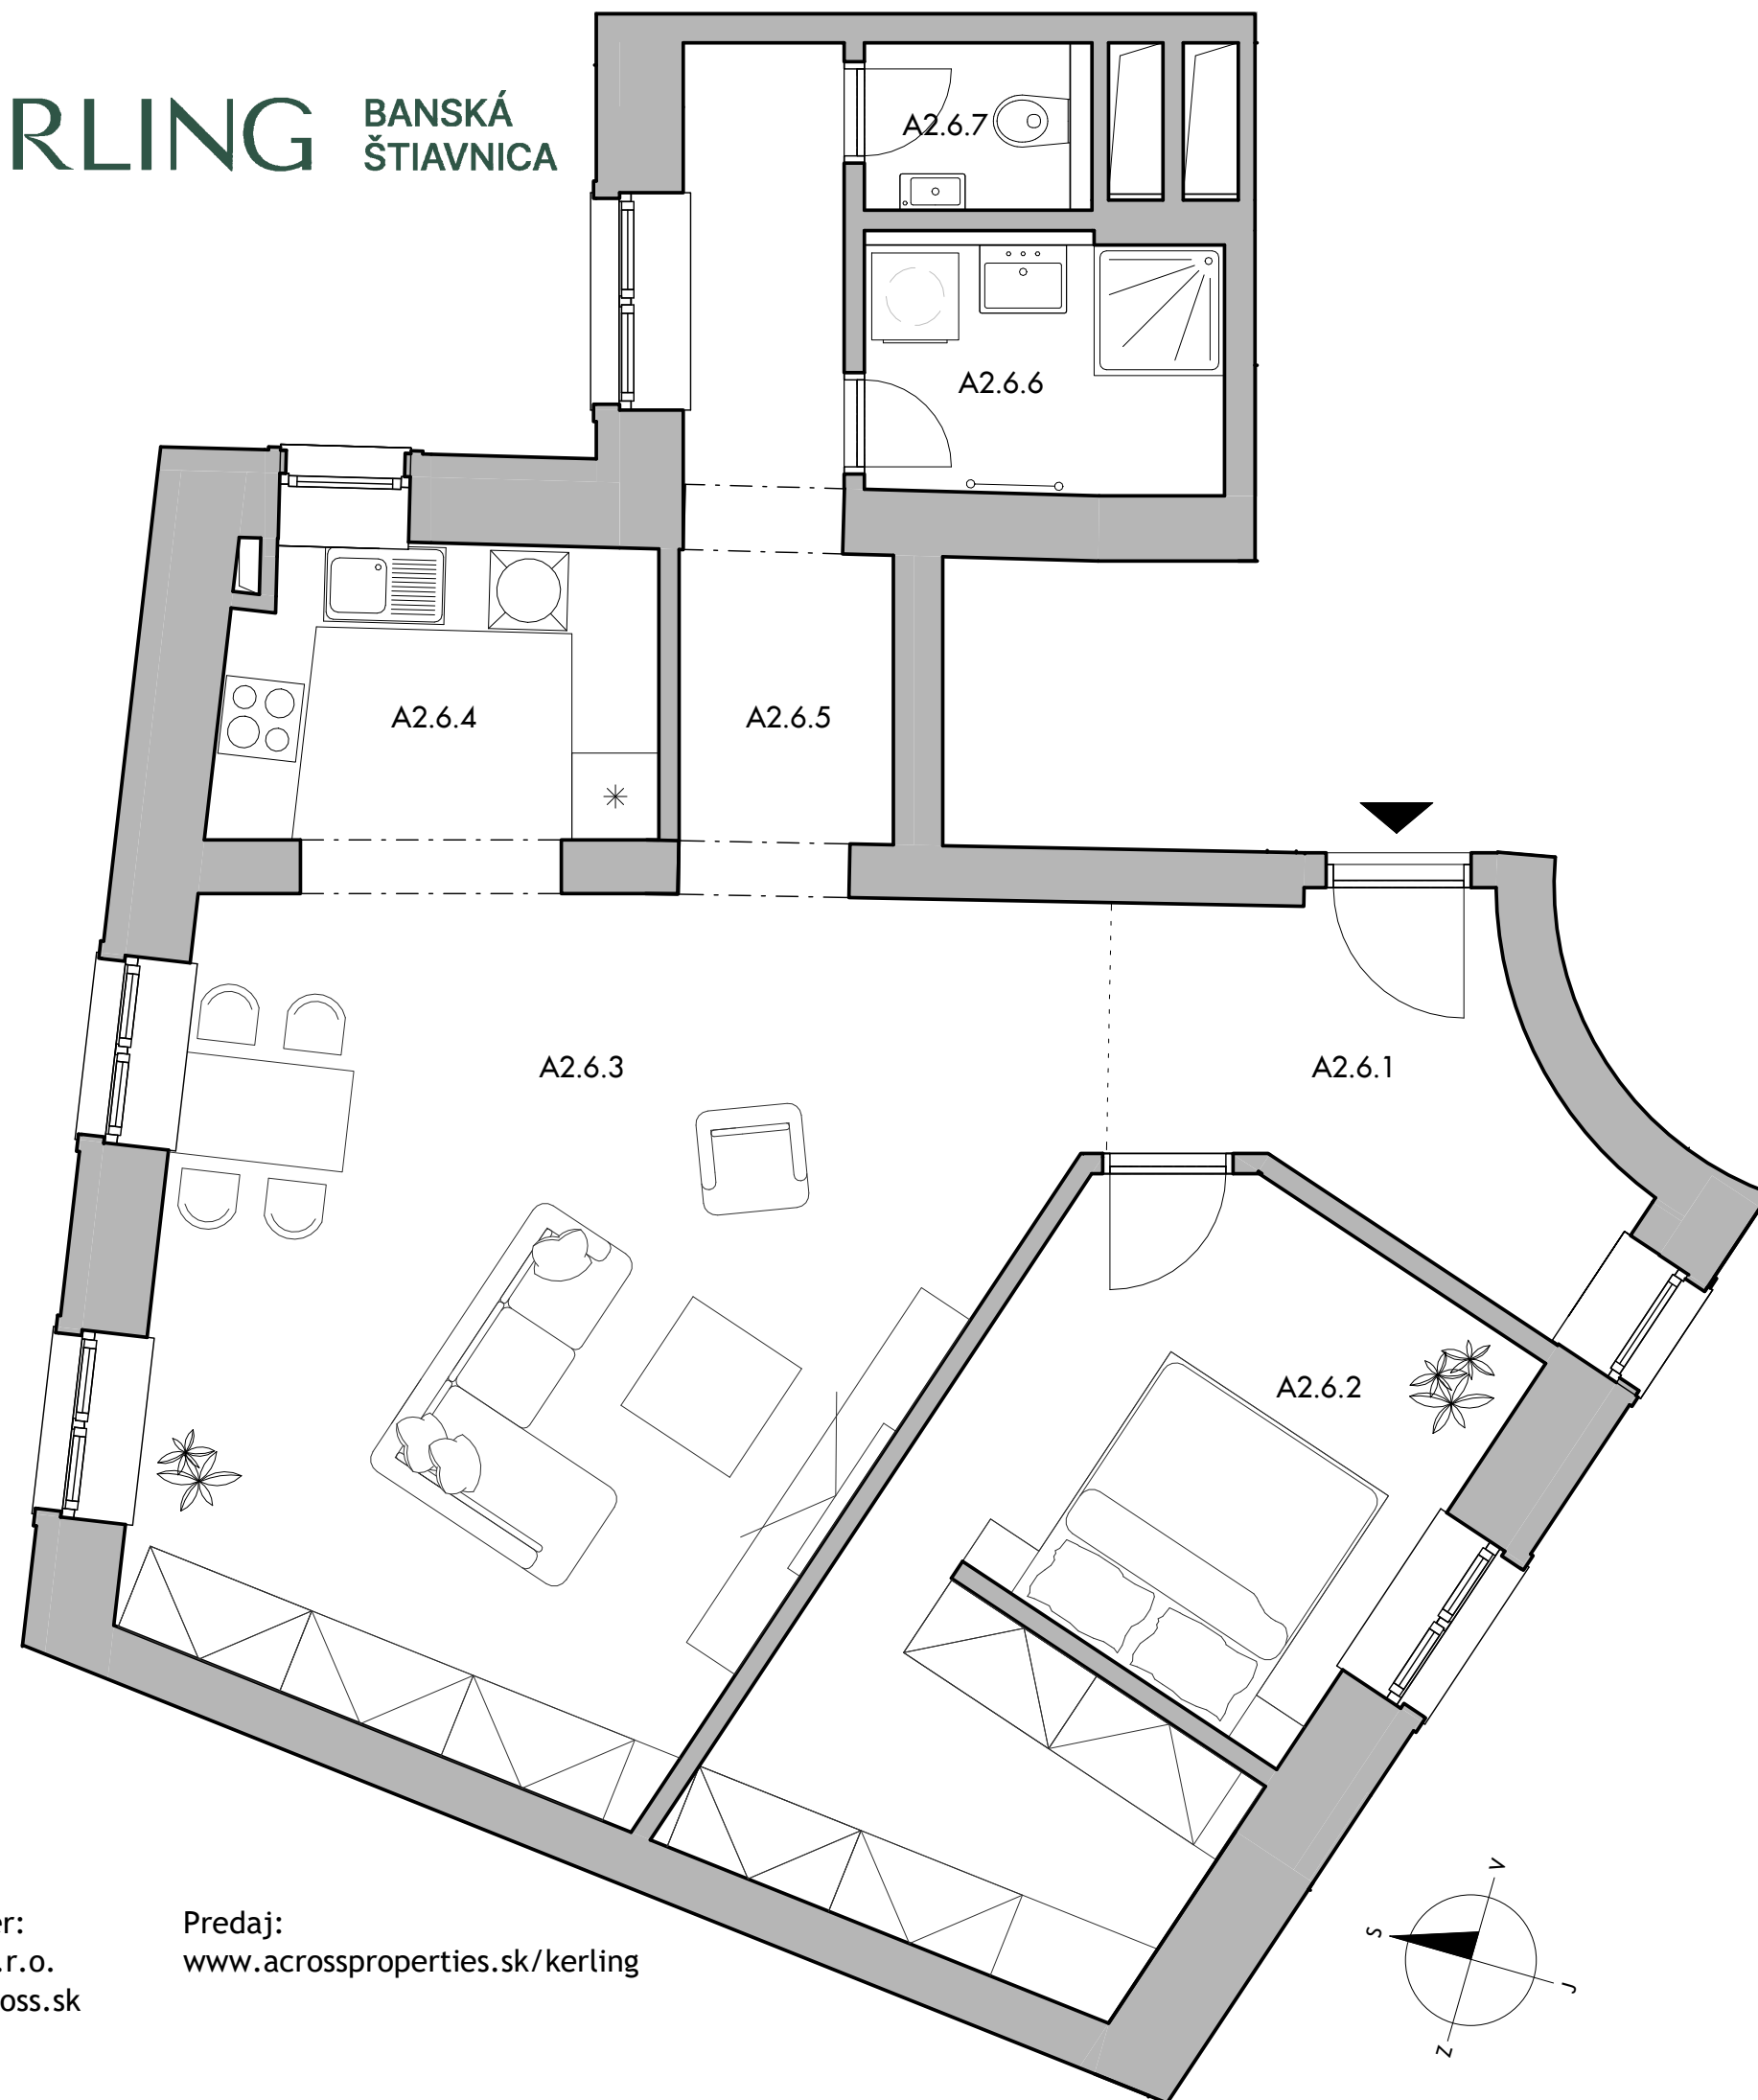 RLING
BANSKÁ
ŠTIAVNICA
A2.6.7
A2.6.6
A2.6.4
A2.6.5
A2.6.3
A2.6.1
A2.6.2
V
S
J
Z
er:
.r.o.
oss.sk
Predaj:
www.acrossproperties.sk/kerling